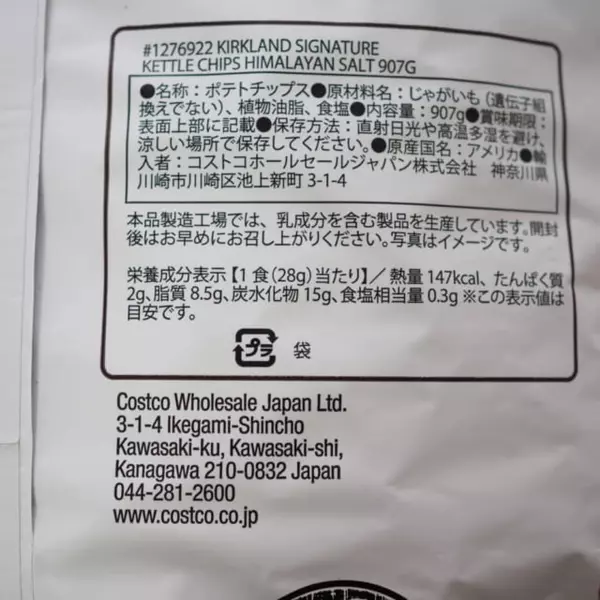 #1276922 KIRKLAND SIGNATURE
KETTLE CHIPS HIMALAYAN SALT 907G
●名称：ポテトチップス●原材料名：じゃがいも（遺伝子組
換えでない）、植物油脂、食塩●内容量：907g●賞味期限：
表面上部に記載●保存方法：直射日光や高温多湿を避け、
涼しい場所で保存してください。●原産国名：アメリカ●輸
入者：コストコホールセールジャパン株式会社 神奈川県
川崎市川崎区池上新町 3-1-4
本品製造工場では、乳成分を含む製品を生産しています。開封
後はお早めにお召し上がりください。写真はイメージです。
栄養成分表示【1食（28g）当たり】／熱量 147kcal、たんぱく質
2g、脂質 8.5g、炭水化物 15g、食塩相当量 0.3g ※この表示値は
目安です。
プラ 袋
Costco Wholesale Japan Ltd.
3-1-4 Ikegami-Shincho
Kawasaki-ku, Kawasaki-shi,
Kanagawa 210-0832 Japan
044-281-2600
www.costco.co.jp